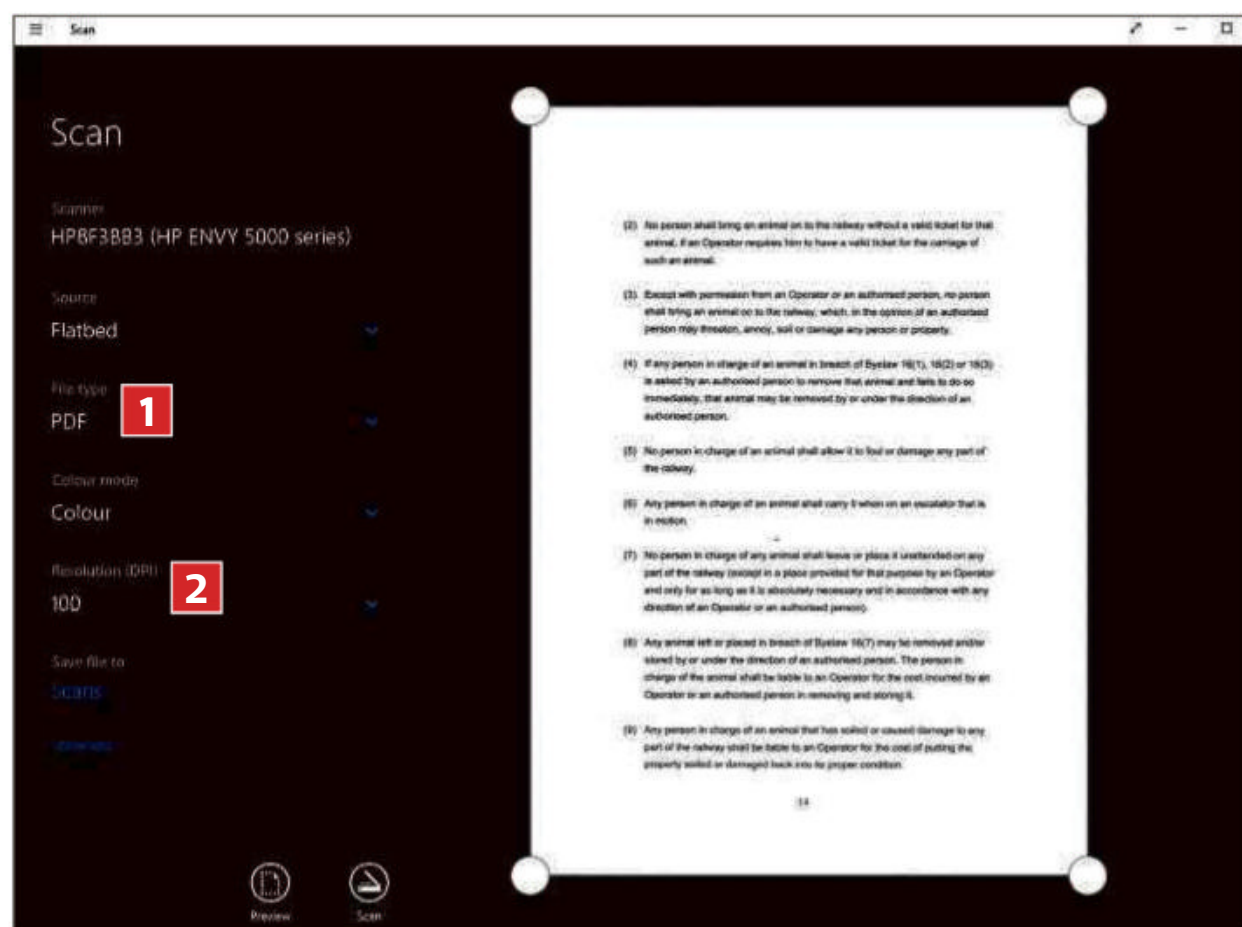 Scan
Scan
Scanner
HP8F3BB3 (HP ENVY 5000 series)
Source
Flatbed
File type
PDF
1
Colour mode
Colour
Resolution (DPI)
100
2
Save file to
Scans
Preview
Scan
(2) No person shall bring an animal on to the railway without a valid ticket for that
animal, if an Operator requires him to have a valid ticket for the carriage of
such an animal.
(3) Except with permission from an Operator or an authorised person, no person
shall bring an animal on to the railway, which, in the opinion of an authorised
person may threaten, annoy, soil or damage any person or property.
(4) If any person in charge of an animal in breach of Byelaw 16(1), 16(2) or 16(3)
is asked by an authorised person to remove that animal and fails to do so
immediately, that animal may be removed by or under the direction of an
authorised person.
(5) No person in charge of an animal shall allow it to foul or damage any part of
the railway.
(6) Any person in charge of an animal shall carry it when on an escalator that is
in motion.
(7) No person in charge of any animal shall leave or place it unattended on any
part of the railway (except in a place provided for that purpose by an Operator
and only for as long as it is absolutely necessary and in accordance with any
direction of an Operator or an authorised person).
(8) Any animal left or placed in breach of Byelaw 16(7) may be removed and/or
stored by or under the direction of an authorised person. The person in
charge of the animal shall be liable to an Operator for the cost incurred by an
Operator or an authorised person in removing and storing it.
(9) Any person in charge of an animal that has soiled or caused damage to any
part of the railway shall be liable to an Operator for the cost of putting the
property soiled or damaged back into its proper condition.
14